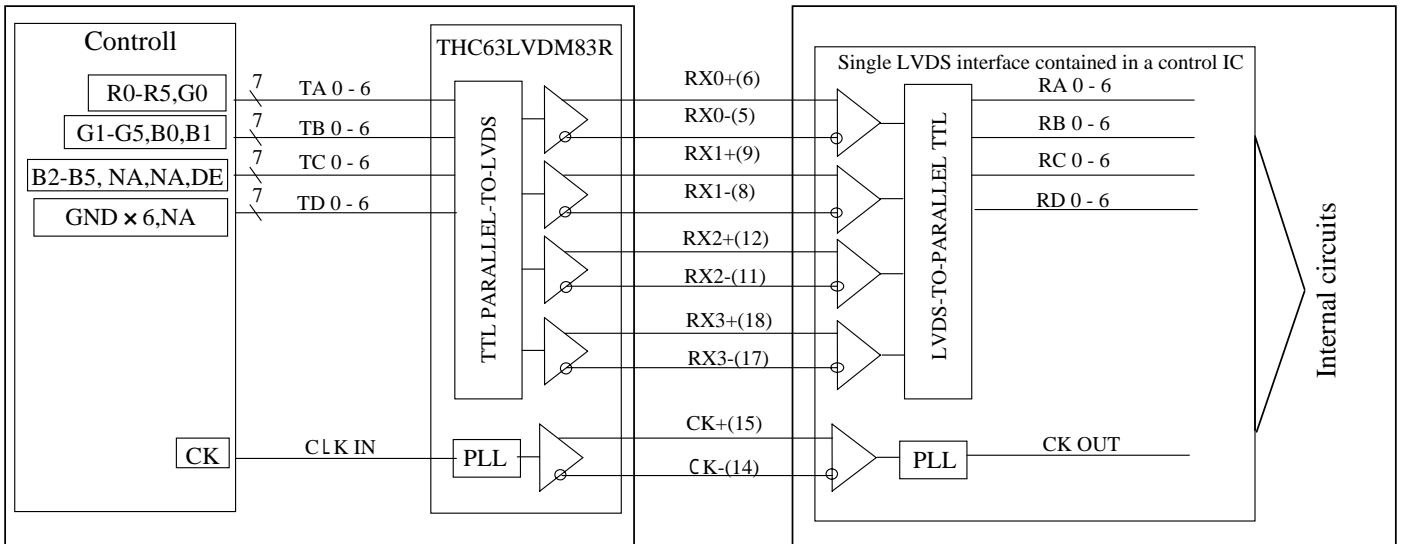 Controll
R0-R5,G0
G1-G5,B0,B1
B2-B5, NA,NA,DE
GND × 6,NA
CK
7
TA 0 - 6
7
TB 0 - 6
7
TC 0 - 6
7
TD 0 - 6
CLK IN
THC63LVDM83R
TTL PARALLEL-TO-LVDS
PLL
RX0+(6)
RX0-(5)
RX1+(9)
RX1-(8)
RX2+(12)
RX2-(11)
RX3+(18)
RX3-(17)
CK+(15)
CK-(14)
Single LVDS interface contained in a control IC
LVDS-TO-PARALLEL TTL
PLL
RA 0 - 6
RB 0 - 6
RC 0 - 6
RD 0 - 6
CK OUT
Internal circuits